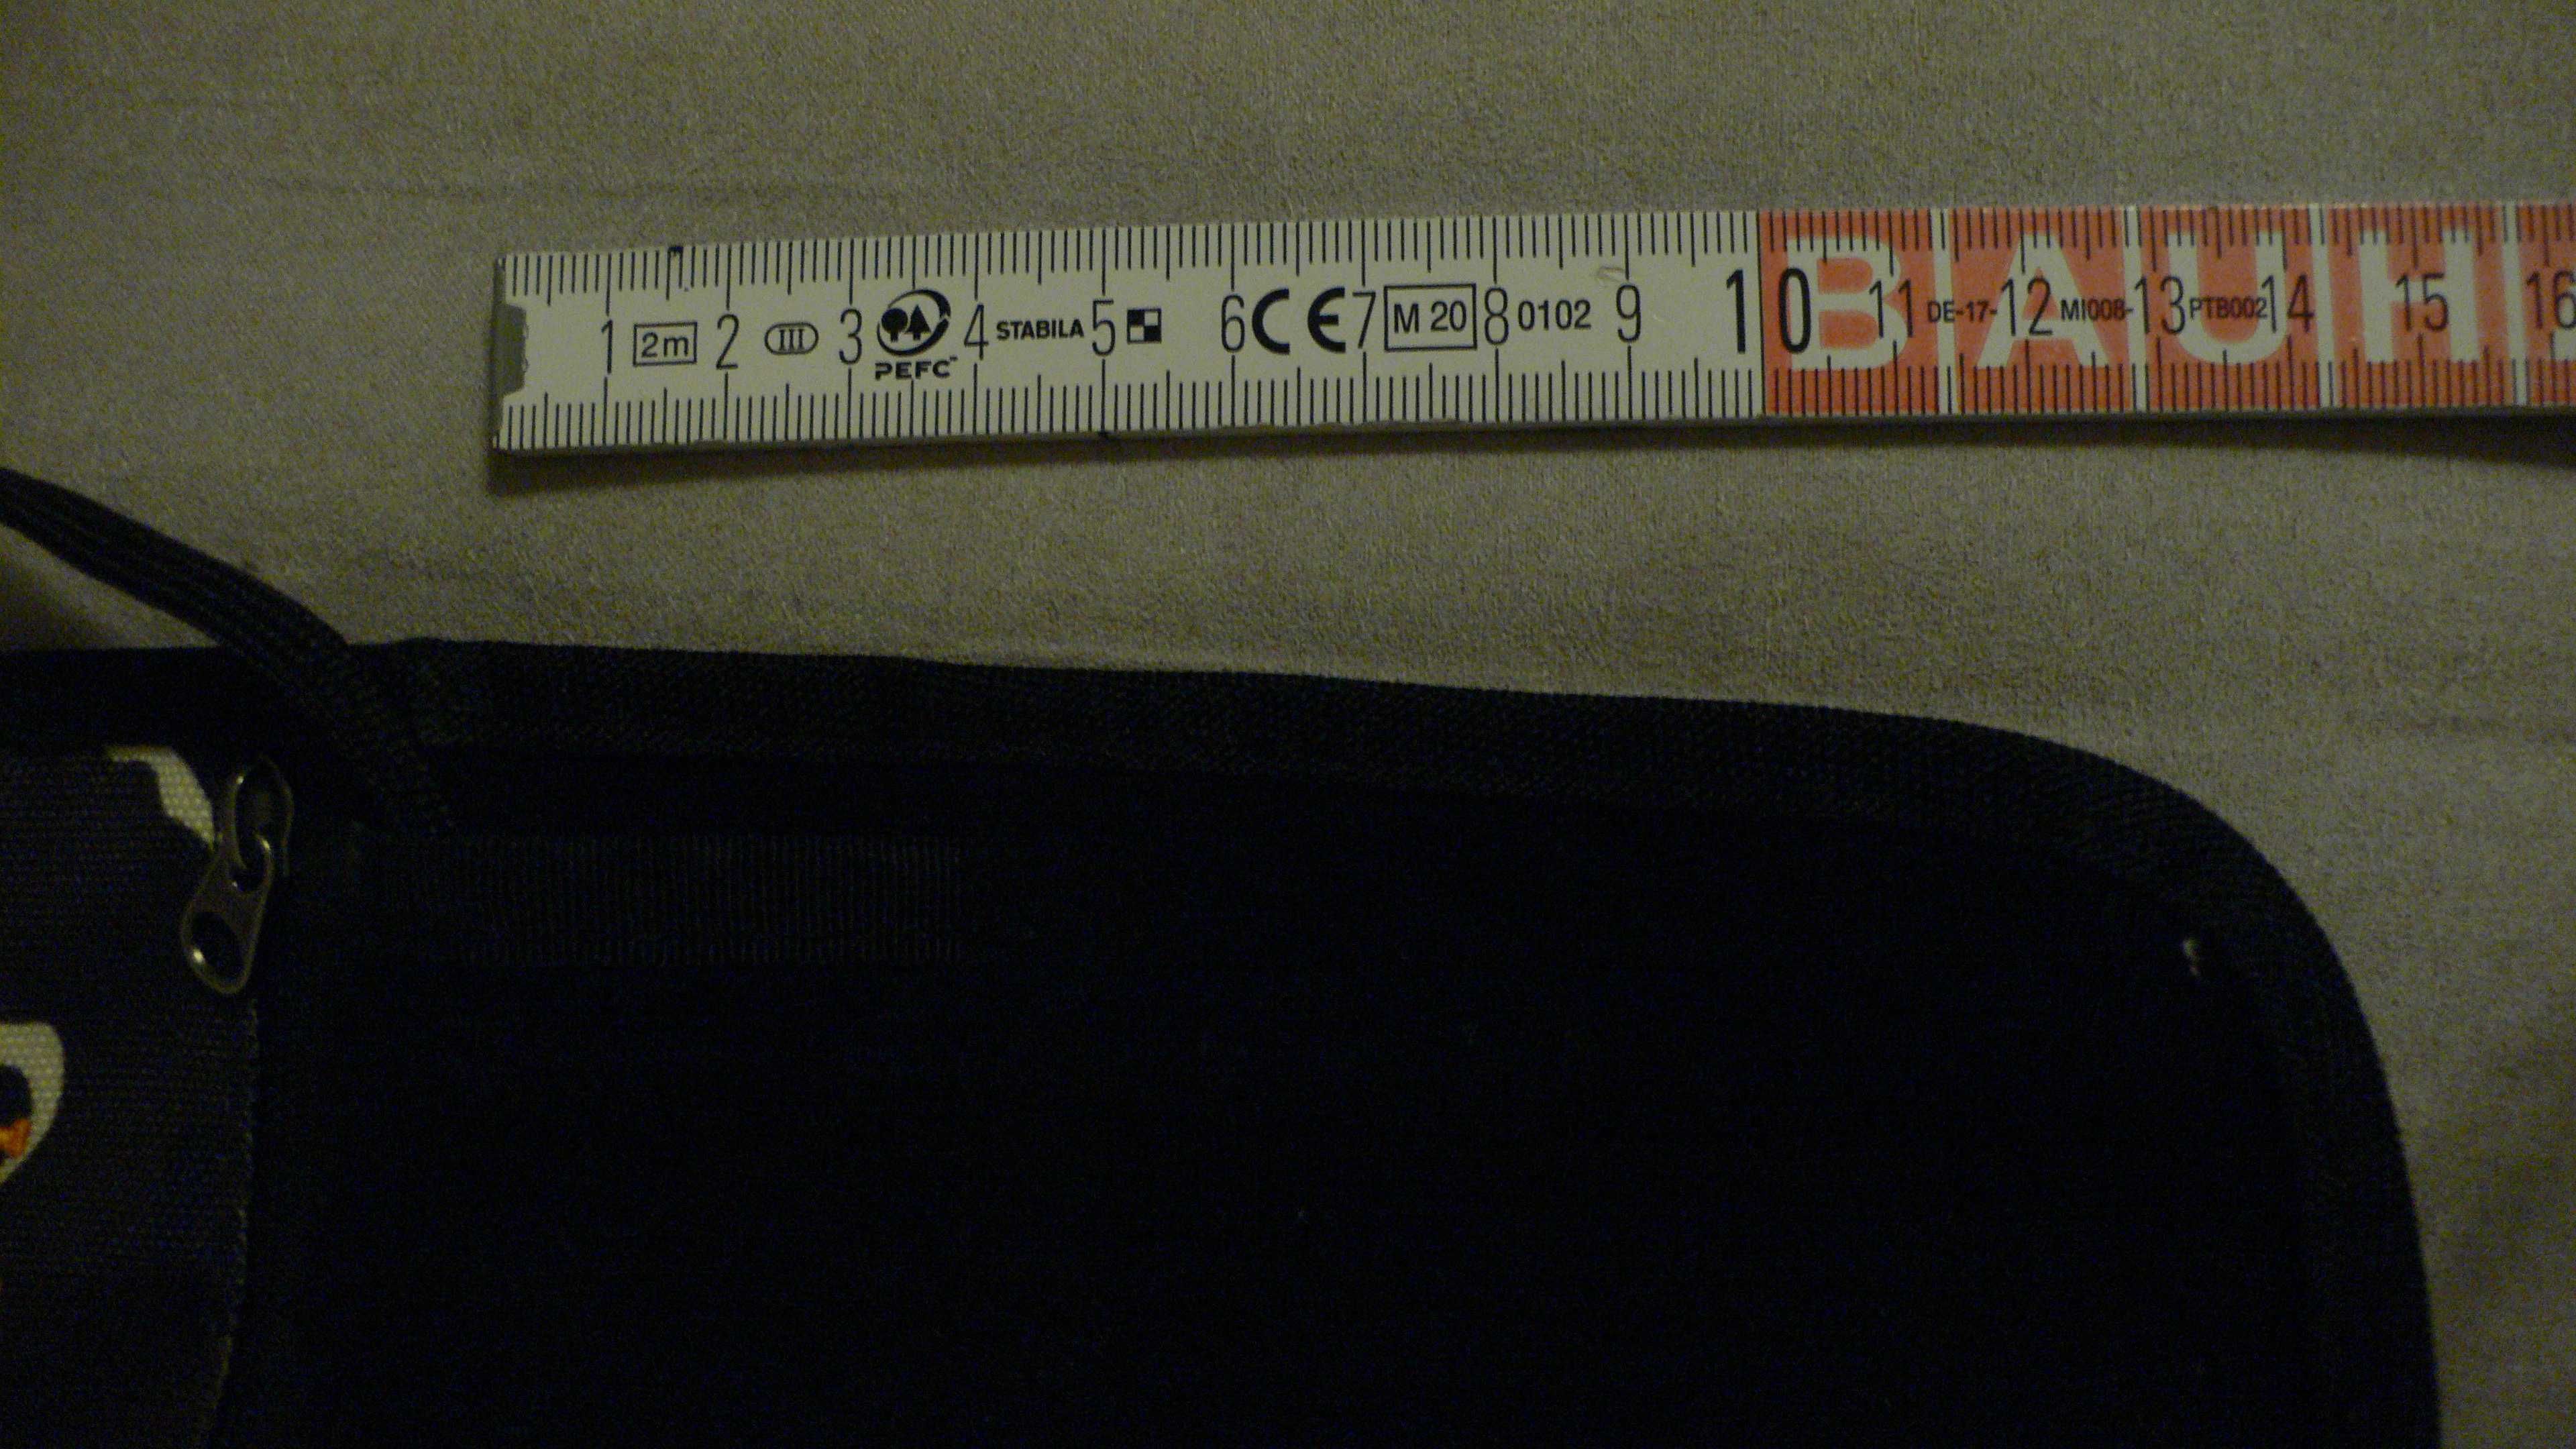 1 2m 2 III 3 PEFC™ 4 STABILA 5 6 CE 7 M 20 8 0102 9 10 11 DE-17- 12 MI008- 13 PTB002 14 15 16
BAUH